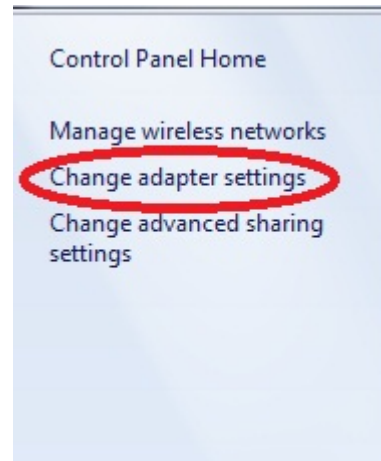 Control Panel Home
Manage wireless networks
Change adapter settings
Change advanced sharing
settings